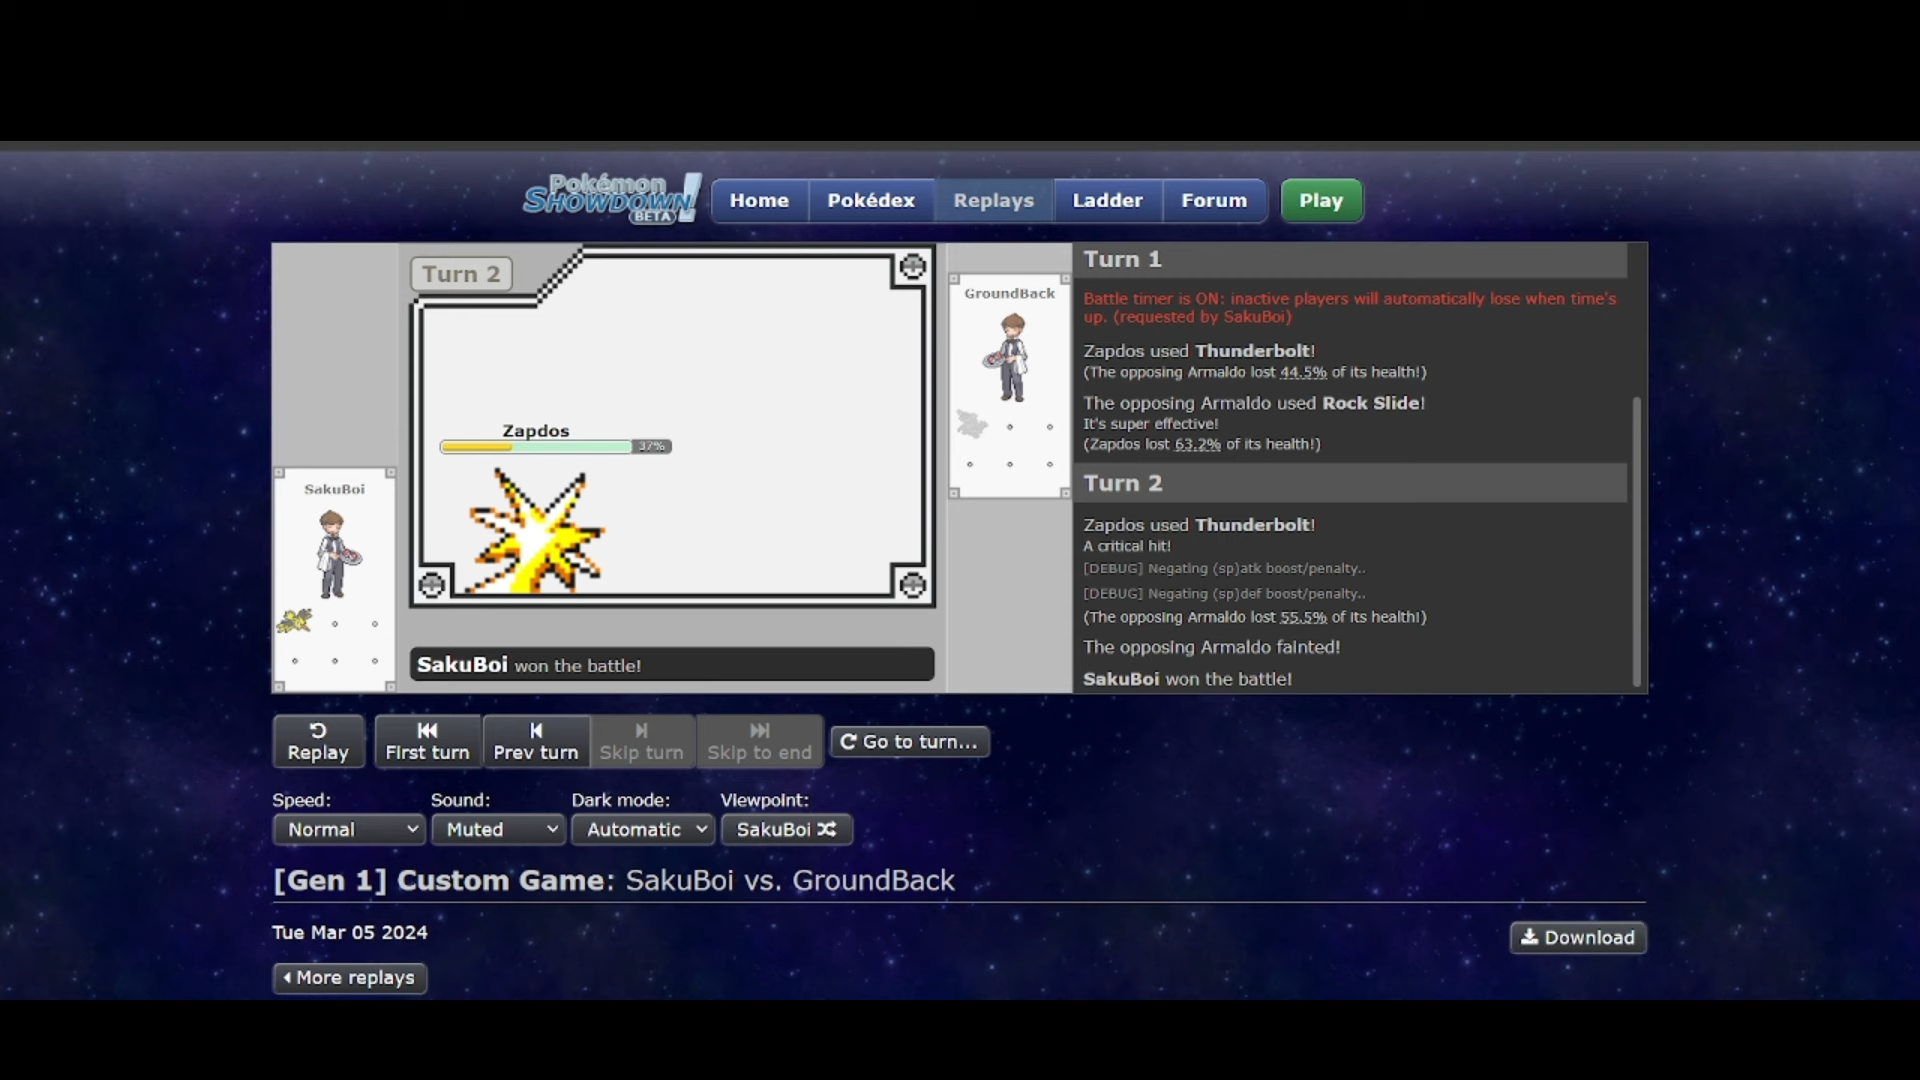 Pokémon
SHOWDOWN!
BETA
Home
Pokédex
Replays
Ladder
Forum
Play
Turn 2
Zapdos
37%
SakuBoi
GroundBack
SakuBoi won the battle!
Turn 1
Battle timer is ON: inactive players will automatically lose when time's
up. (requested by SakuBoi)
Zapdos used Thunderbolt!
(The opposing Armaldo lost 44.5% of its health!)
The opposing Armaldo used Rock Slide!
It's super effective!
(Zapdos lost 63.2% of its health!)
Turn 2
Zapdos used Thunderbolt!
A critical hit!
[DEBUG] Negating (sp)atk boost/penalty..
[DEBUG] Negating (sp)def boost/penalty..
(The opposing Armaldo lost 55.5% of its health!)
The opposing Armaldo fainted!
SakuBoi won the battle!
Replay
First turn
Prev turn
Skip turn
Skip to end
Go to turn...
Speed:
Sound:
Dark mode:
Viewpoint:
Normal
Muted
Automatic
SakuBoi
[Gen 1] Custom Game: SakuBoi vs. GroundBack
Tue Mar 05 2024
Download
More replays